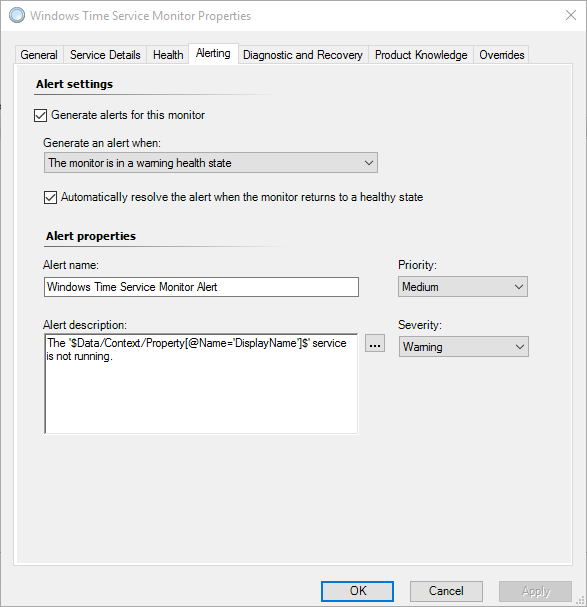 Windows Time Service Monitor Properties
General Service Details Health Alerting Diagnostic and Recovery Product Knowledge Overrides
Alert settings
Generate alerts for this monitor
Generate an alert when:
The monitor is in a warning health state
Automatically resolve the alert when the monitor returns to a healthy state
Alert properties
Alert name:
Priority:
Windows Time Service Monitor Alert
Medium
Alert description:
Severity:
The '$Data/Context/Property[@Name='DisplayName']$' service
is not running.
...
Warning
OK Cancel Apply